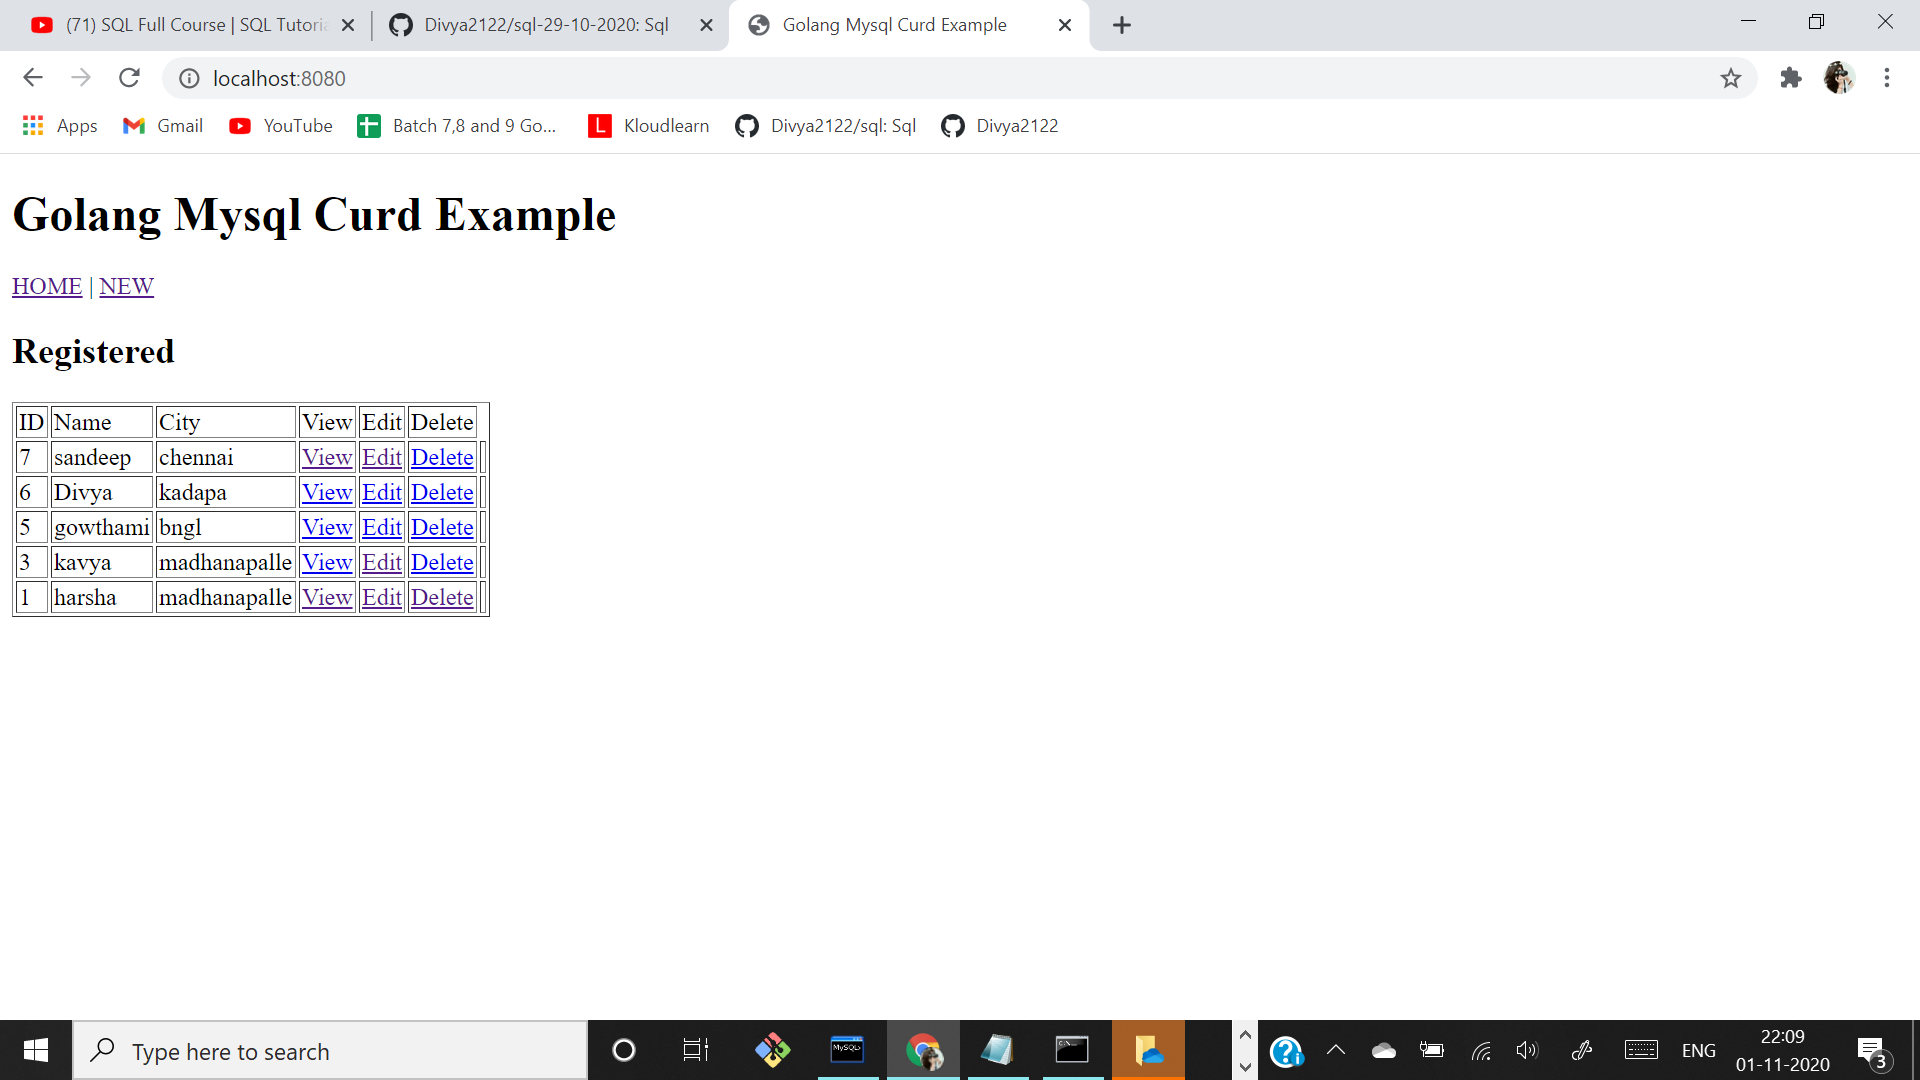 (71) SQL Full Course | SQL Tutoria
Divya2122/sql-29-10-2020: Sql
Golang Mysql Curd Example
localhost:8080
Apps
Gmail
YouTube
Batch 7,8 and 9 Go...
L Kloudlearn
Divya2122/sql: Sql
Divya2122
Golang Mysql Curd Example
HOME | NEW
Registered
ID Name City View Edit Delete
7 sandeep chennai View Edit Delete
6 Divya kadapa View Edit Delete
5 gowthami bngl View Edit Delete
3 kavya madhanapalle View Edit Delete
1 harsha madhanapalle View Edit Delete
Type here to search
MySQL>
ENG
22:09
01-11-2020
3